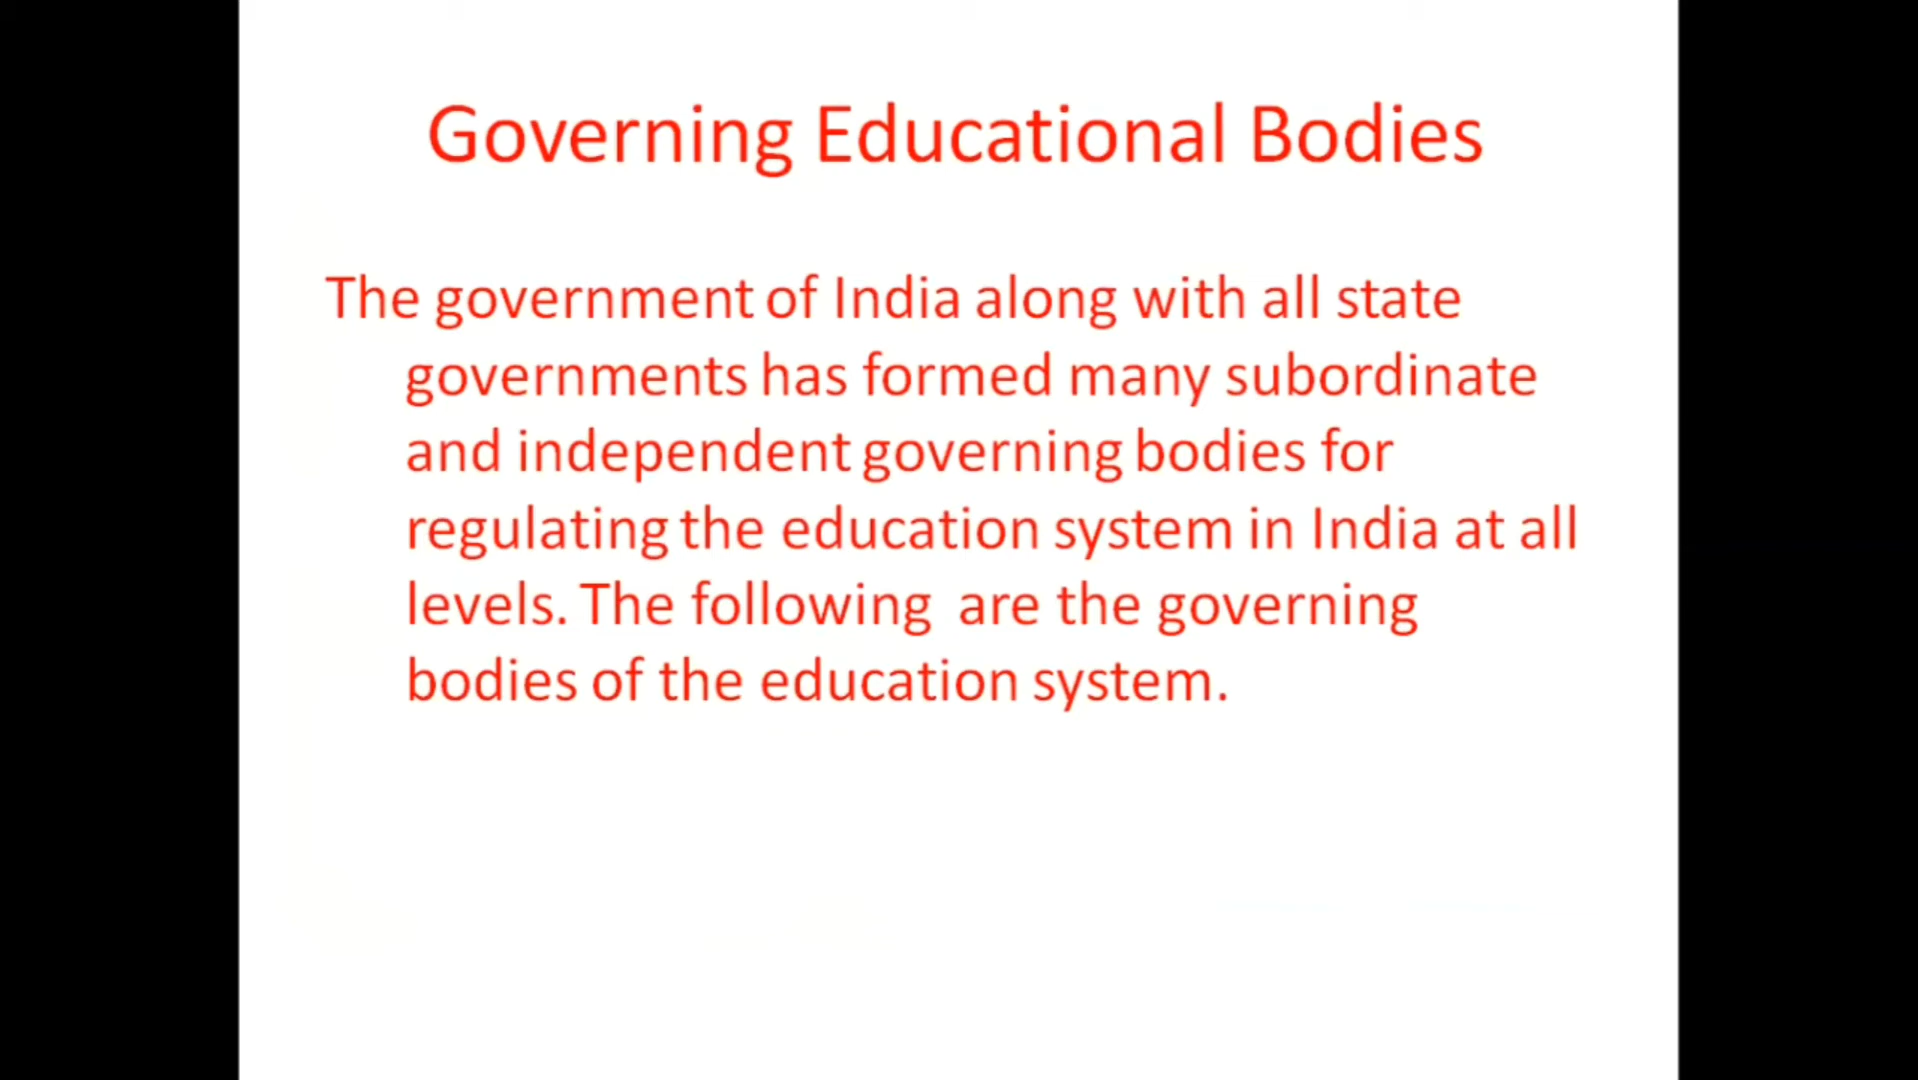 Governing Educational Bodies
The government of India along with all state
governments has formed many subordinate
and independent governing bodies for
regulating the education system in India at all
levels. The following  are the governing
bodies of the education system.